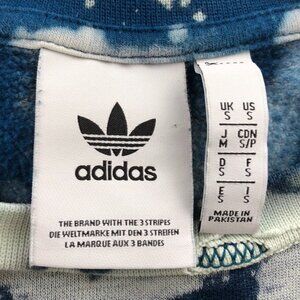 adidas
THE BRAND WITH THE 3 STRIPES
DIE WELTMARKE MIT DEN 3 STREIFEN
LA MARQUE AUX 3 BANDES
UK US
S S
J CDN
M S/P
D F
S S
E I
S S
MADE IN
PAKISTAN